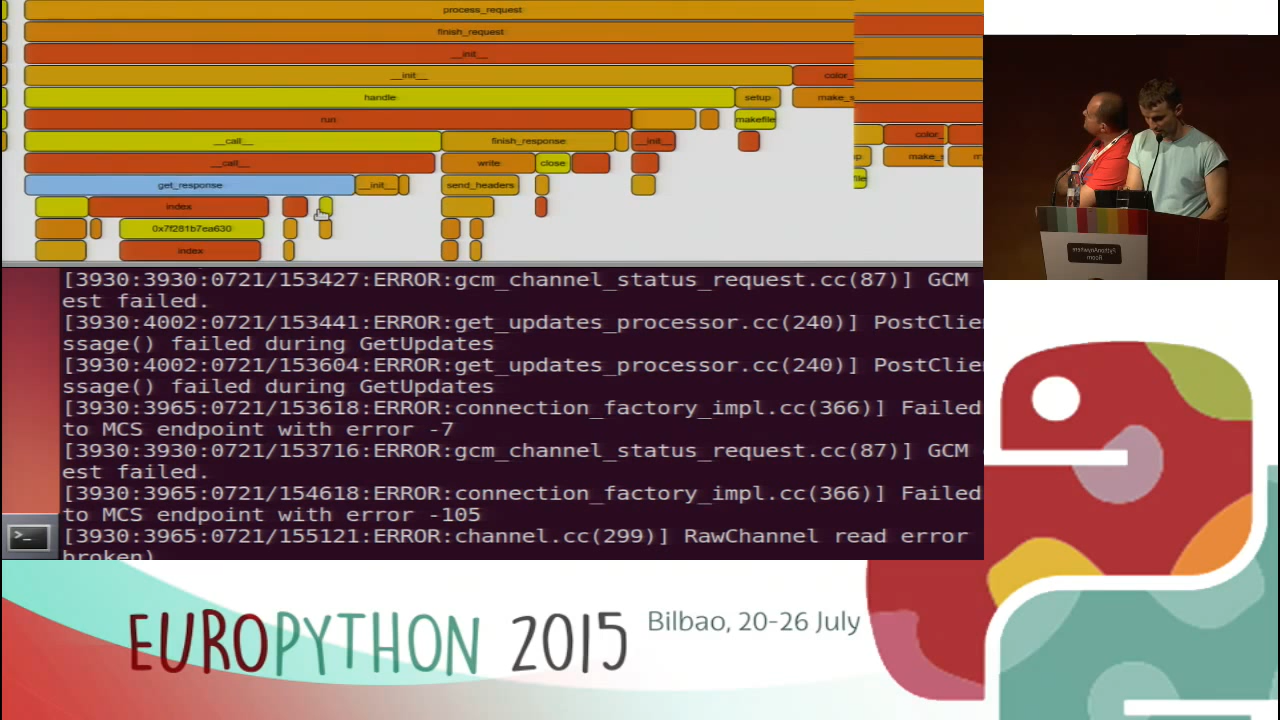 process_request
finish_request
__init__
__init__ color_
handle setup make_s
run makefile
__call__ finish_response __init__ color_
__call__ write close make_s
get_response __init__ send_headers
index
0x7f281b7ea630
index
[3930:3930:0721/153427:ERROR:gcm_channel_status_request.cc(87)] GCM
est failed.
[3930:4002:0721/153441:ERROR:get_updates_processor.cc(240)] PostClie
ssage() failed during GetUpdates
[3930:4002:0721/153604:ERROR:get_updates_processor.cc(240)] PostClie
ssage() failed during GetUpdates
[3930:3965:0721/153618:ERROR:connection_factory_impl.cc(366)] Failed
to MCS endpoint with error -7
[3930:3965:0721/153716:ERROR:gcm_channel_status_request.cc(87)] GCM
est failed.
[3930:3965:0721/154618:ERROR:connection_factory_impl.cc(366)] Failed
to MCS endpoint with error -105
[3930:3965:0721/155121:ERROR:channel.cc(299)] RawChannel read error
broken)
>_
PythonAnywhere
Room
EUROPYTHON 2015
Bilbao, 20-26 July